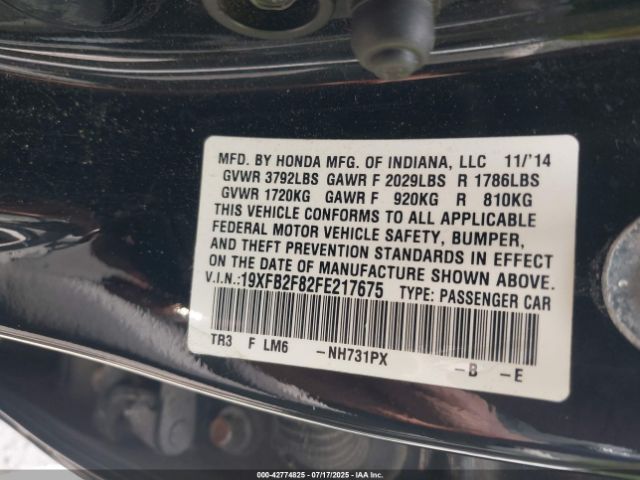 MFD. BY HONDA MFG. OF INDIANA, LLC 11/'14
GVWR 3792LBS GAWR F 2029LBS R 1786LBS
GVWR 1720KG GAWR F 920KG R 810KG
THIS VEHICLE CONFORMS TO ALL APPLICABLE
FEDERAL MOTOR VEHICLE SAFETY, BUMPER,
AND THEFT PREVENTION STANDARDS IN EFFECT
ON THE DATE OF MANUFACTURE SHOWN ABOVE.
V.I.N.:19XFB2F82FE217675 TYPE: PASSENGER CAR
TR3 F LM6 -NH731PX -B -E
000-42774825 07/17/2025 IAAI.COM